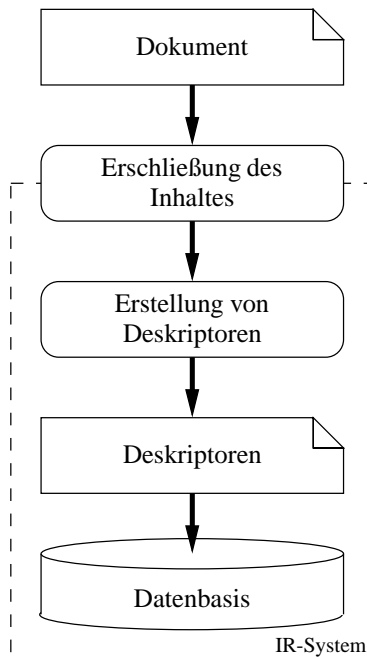 Dokument
Erschließung des
Inhaltes
Erstellung von
Deskriptoren
Deskriptoren
Datenbasis
IR-System